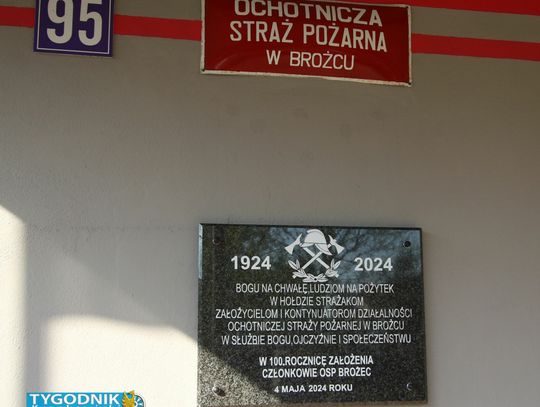 95
OCHOTNICZA
STRAŻ POŻARNA
W BROŻCU
1924 2024
BOGU NA CHWAŁĘ,LUDZIOM NA POŻYTEK
W HOŁDZIE STRAŻAKOM
ZAŁOŻYCIELOM I KONTYNUATOROM DZIAŁALNOŚCI
OCHOTNICZEJ STRAŻY POŻARNEJ W BROŻCU
W SŁUŻBIE BOGU,OJCZYŹNIE I SPOŁECZEŃSTWU
W 100.ROCZNICĘ ZAŁOŻENIA
CZŁONKOWIE OSP BROŻEC
4 MAJA 2024 ROKU
TYGODNIK